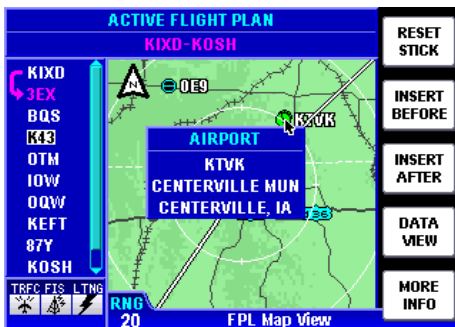 ACTIVE FLIGHT PLAN
KIXD-KOSH
KIXD
3EX
BQS
K43
OTM
IOW
OQW
KEFT
87Y
KOSH
TRFC FIS LTNG
N
0E9
KTVK
AIRPORT
KTVK
CENTERVILLE MUN
CENTERVILLE, IA
RNG
20
FPL Map View
RESET
STICK
INSERT
BEFORE
INSERT
AFTER
DATA
VIEW
MORE
INFO